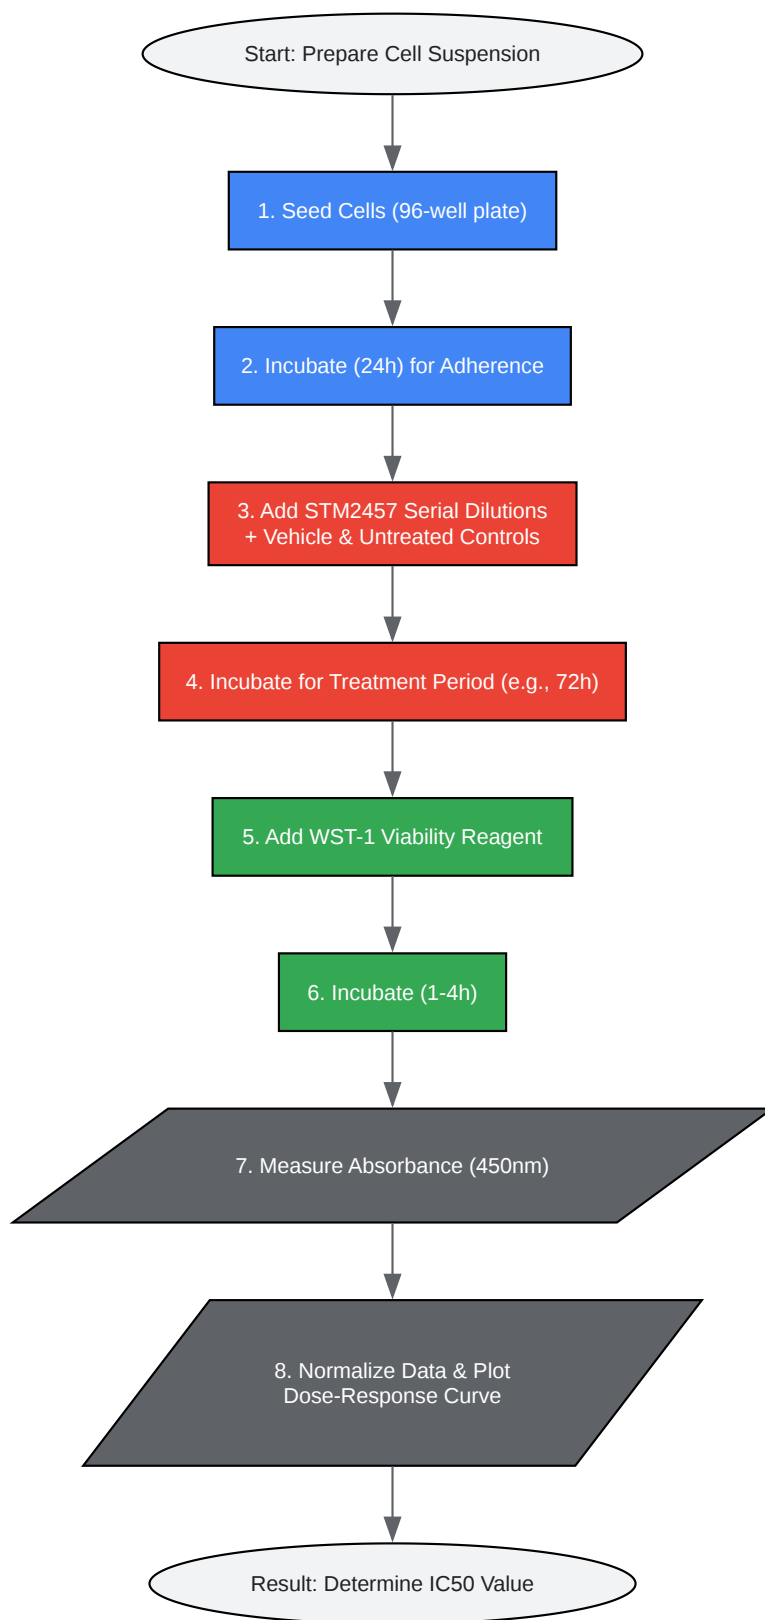 Start: Prepare Cell Suspension
1. Seed Cells (96-well plate)
2. Incubate (24h) for Adherence
3. Add STM2457 Serial Dilutions
+ Vehicle & Untreated Controls
4. Incubate for Treatment Period (e.g., 72h)
5. Add WST-1 Viability Reagent
6. Incubate (1-4h)
7. Measure Absorbance (450nm)
8. Normalize Data & Plot
Dose-Response Curve
Result: Determine IC50 Value